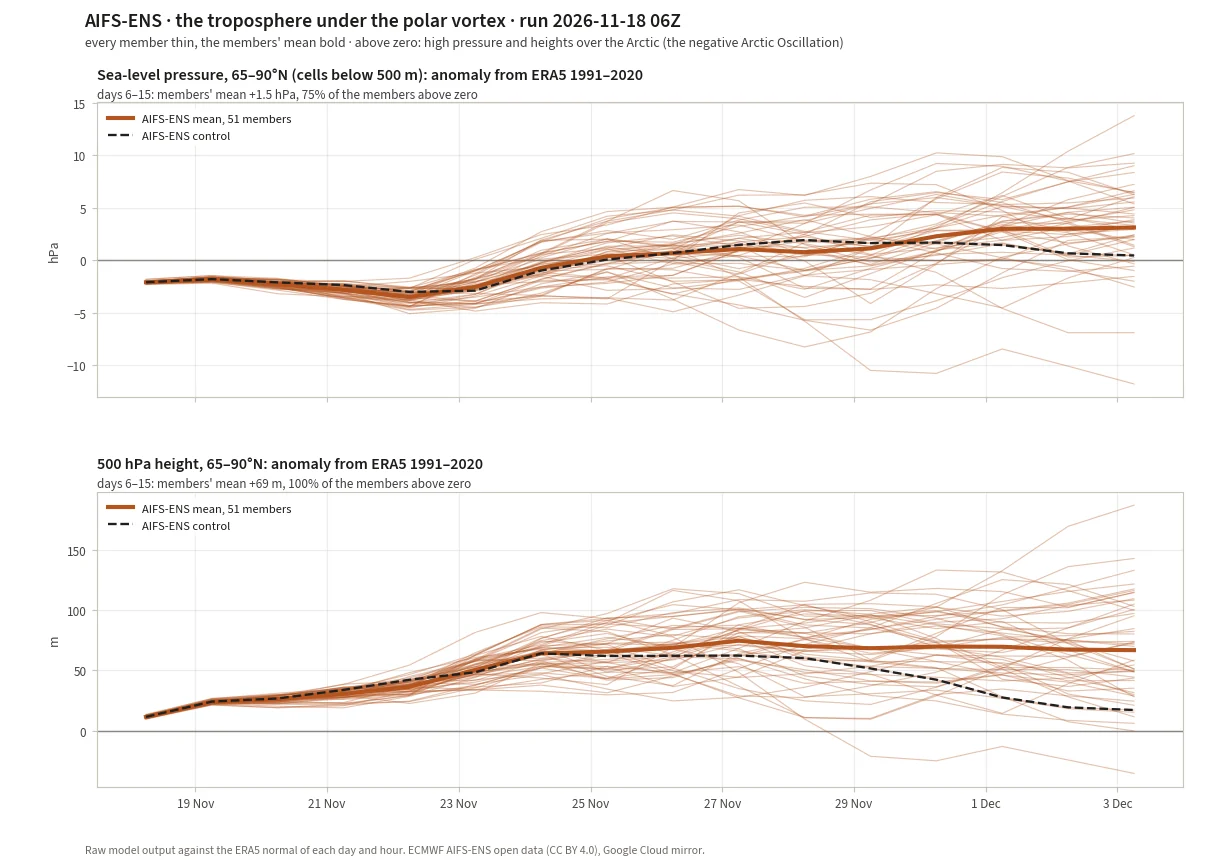 AIFS-ENS · the troposphere under the polar vortex · run 2026-11-18 06Z
every member thin, the members' mean bold · above zero: high pressure and heights over the Arctic (the negative Arctic Oscillation)
Sea-level pressure, 65–90°N (cells below 500 m): anomaly from ERA5 1991–2020
days 6–15: members' mean +1.5 hPa, 75% of the members above zero
AIFS-ENS mean, 51 members
AIFS-ENS control
15
10
5
0
−5
−10
hPa
500 hPa height, 65–90°N: anomaly from ERA5 1991–2020
days 6–15: members' mean +69 m, 100% of the members above zero
AIFS-ENS mean, 51 members
AIFS-ENS control
150
100
50
0
m
19 Nov
21 Nov
23 Nov
25 Nov
27 Nov
29 Nov
1 Dec
3 Dec
Raw model output against the ERA5 normal of each day and hour. ECMWF AIFS-ENS open data (CC BY 4.0), Google Cloud mirror.